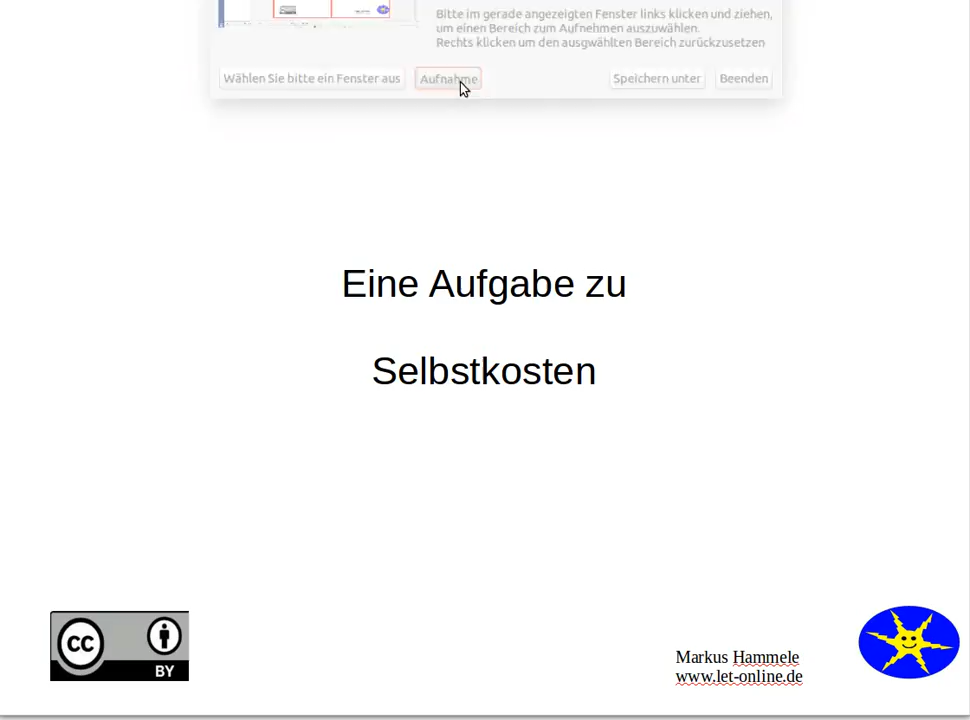 Bitte im gerade angezeigten Fenster links klicken und ziehen,
um einen Bereich zum Aufnehmen auszuwählen.
Rechts klicken um den ausgwählten Bereich zurückzusetzen
Wählen Sie bitte ein Fenster aus
Aufnahme
Speichern unter
Beenden
Eine Aufgabe zu
Selbstkosten
CC
BY
Markus Hammele
www.let-online.de